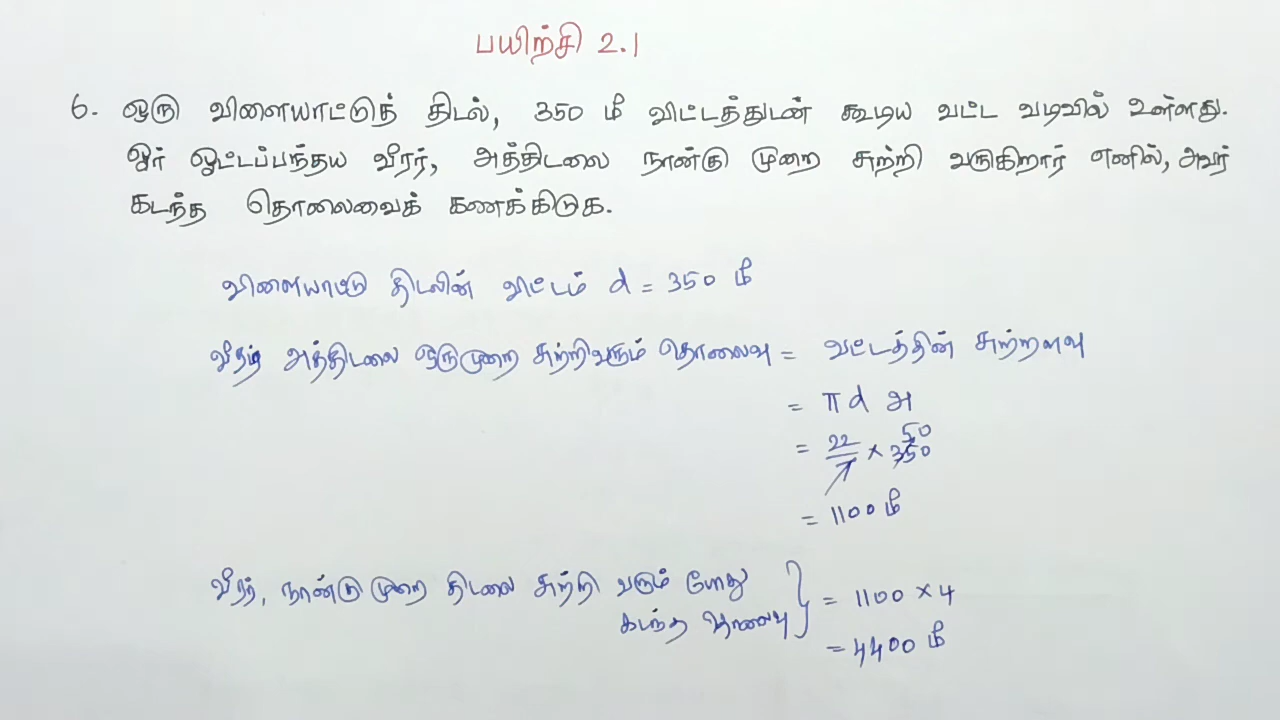 பயிற்சி 2.1
6. ஒரு விளையாட்டுத் திடல், 350 மீ விட்டத்துடன் கூடிய வட்ட வடிவில் உள்ளது.
ஓர் ஓட்டப்பந்தய வீரர், அத்திடலை நான்கு முறை சுற்றி வருகிறார் எனில், அவர்
கடந்த தொலைவைக் கணக்கிடுக.
விளையாட்டு திடலின் விட்டம் d = 350 மீ
வீரர் அத்திடலை ஒருமுறை சுற்றிவரும் தொலைவு = வட்டத்தின் சுற்றளவு
= π d அ
50
= 22/7 × 350
= 1100 மீ
வீரர், நான்கு முறை திடலை சுற்றி வரும் போது
கடந்த தொலைவு } = 1100 × 4
= 4400 மீ